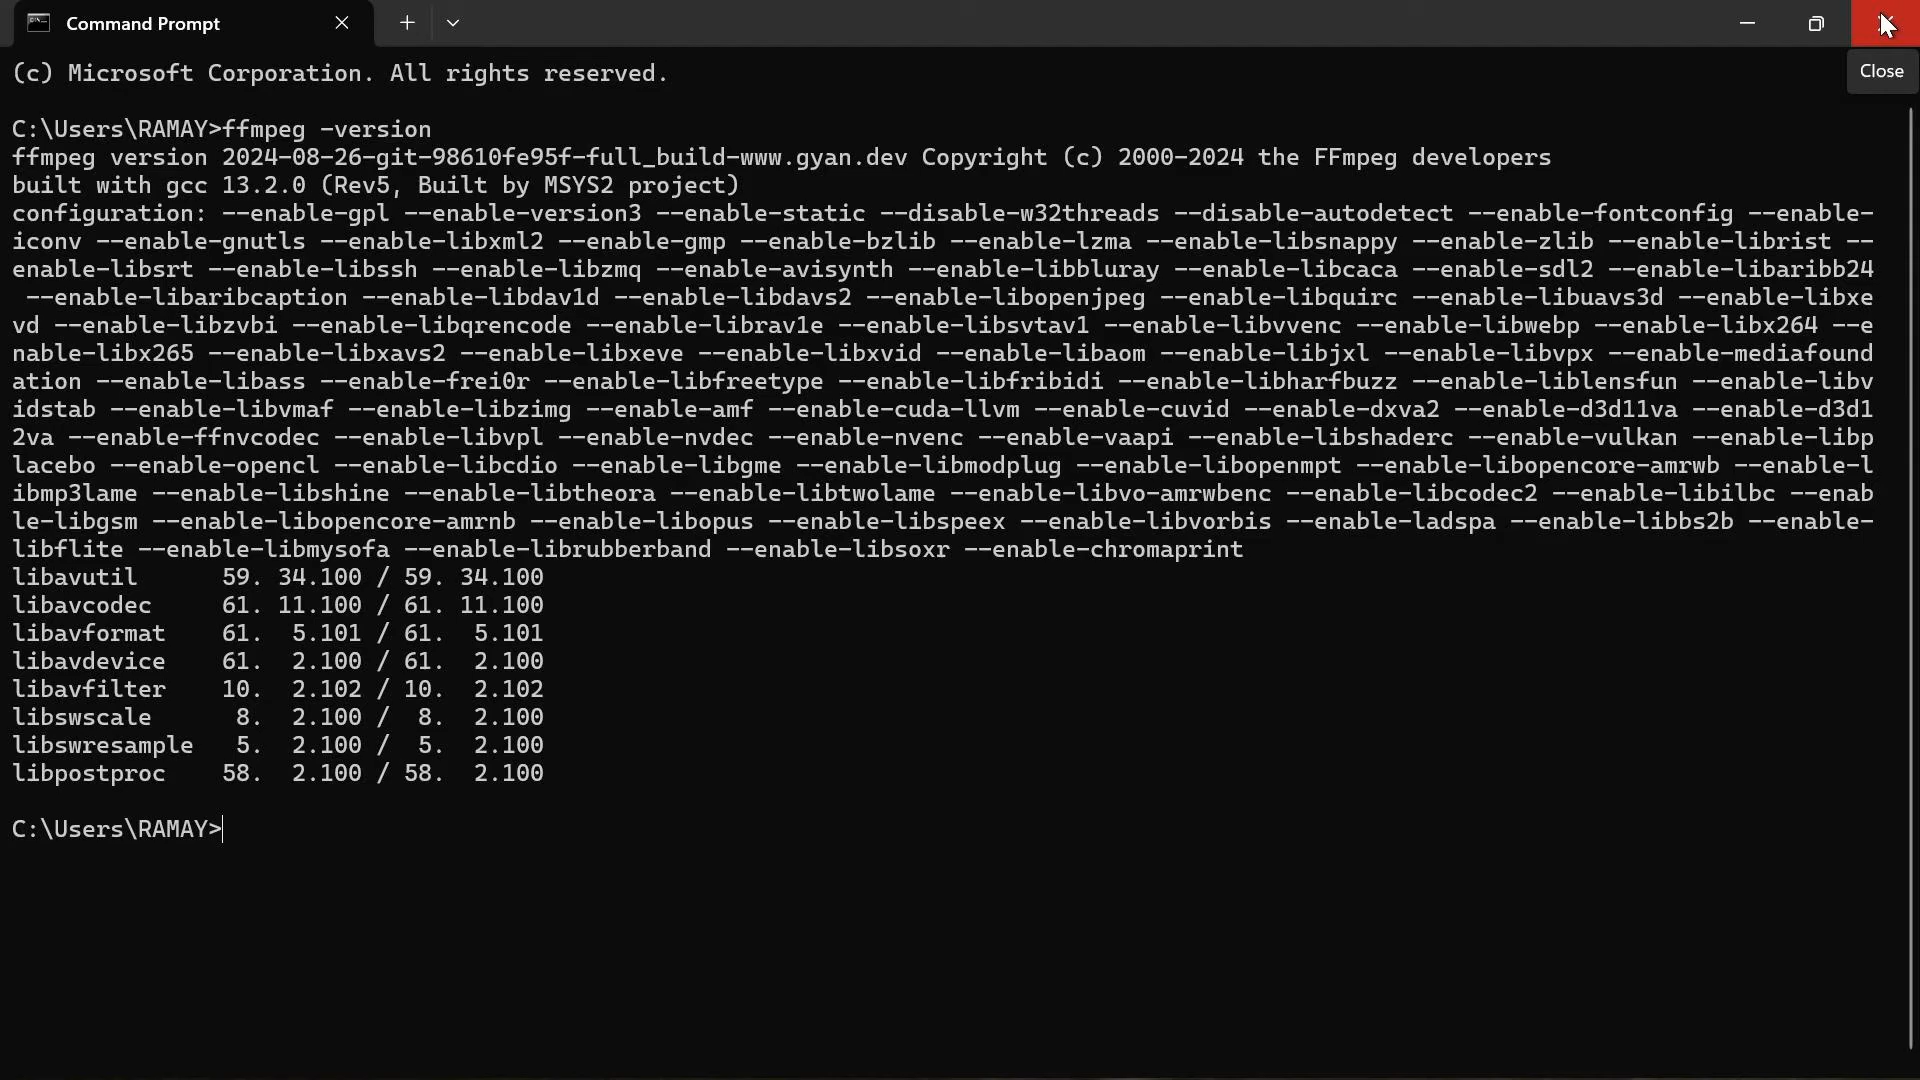 Command Prompt
Close
(c) Microsoft Corporation. All rights reserved.
C:\Users\RAMAY>ffmpeg -version
ffmpeg version 2024-08-26-git-98610fe95f-full_build-www.gyan.dev Copyright (c) 2000-2024 the FFmpeg developers
built with gcc 13.2.0 (Rev5, Built by MSYS2 project)
configuration: --enable-gpl --enable-version3 --enable-static --disable-w32threads --disable-autodetect --enable-fontconfig --enable-
iconv --enable-gnutls --enable-libxml2 --enable-gmp --enable-bzlib --enable-lzma --enable-libsnappy --enable-zlib --enable-librist --
enable-libsrt --enable-libssh --enable-libzmq --enable-avisynth --enable-libbluray --enable-libcaca --enable-sdl2 --enable-libaribb24
 --enable-libaribcaption --enable-libdav1d --enable-libdavs2 --enable-libopenjpeg --enable-libquirc --enable-libuavs3d --enable-libxe
vd --enable-libzvbi --enable-libqrencode --enable-librav1e --enable-libsvtav1 --enable-libvvenc --enable-libwebp --enable-libx264 --e
nable-libx265 --enable-libxavs2 --enable-libxeve --enable-libxvid --enable-libaom --enable-libjxl --enable-libvpx --enable-mediafound
ation --enable-libass --enable-frei0r --enable-libfreetype --enable-libfribidi --enable-libharfbuzz --enable-liblensfun --enable-libv
idstab --enable-libvmaf --enable-libzimg --enable-amf --enable-cuda-llvm --enable-cuvid --enable-dxva2 --enable-d3d11va --enable-d3d1
2va --enable-ffnvcodec --enable-libvpl --enable-nvdec --enable-nvenc --enable-vaapi --enable-libshaderc --enable-vulkan --enable-libp
lacebo --enable-opencl --enable-libcdio --enable-libgme --enable-libmodplug --enable-libopenmpt --enable-libopencore-amrwb --enable-l
ibmp3lame --enable-libshine --enable-libtheora --enable-libtwolame --enable-libvo-amrwbenc --enable-libcodec2 --enable-libilbc --enab
le-libgsm --enable-libopencore-amrnb --enable-libopus --enable-libspeex --enable-libvorbis --enable-ladspa --enable-libbs2b --enable-
libflite --enable-libmysofa --enable-librubberband --enable-libsoxr --enable-chromaprint
libavutil      59. 34.100 / 59. 34.100
libavcodec     61. 11.100 / 61. 11.100
libavformat    61.  5.101 / 61.  5.101
libavdevice    61.  2.100 / 61.  2.100
libavfilter    10.  2.102 / 10.  2.102
libswscale      8.  2.100 /  8.  2.100
libswresample   5.  2.100 /  5.  2.100
libpostproc    58.  2.100 / 58.  2.100
C:\Users\RAMAY>